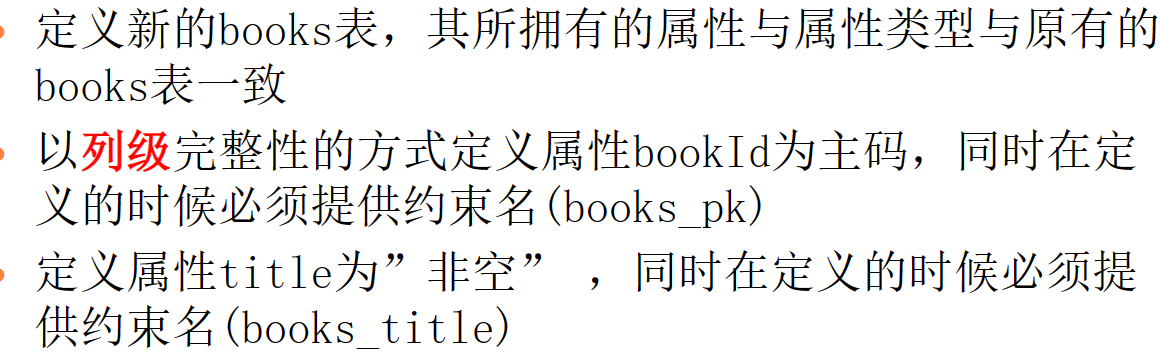 • 定义新的books表，其所拥有的属性与属性类型与原有的
books表一致
• 以列级完整性的方式定义属性bookId为主码，同时在定
义的时候必须提供约束名(books_pk)
• 定义属性title为”非空” ，同时在定义的时候必须提
供约束名(books_title)